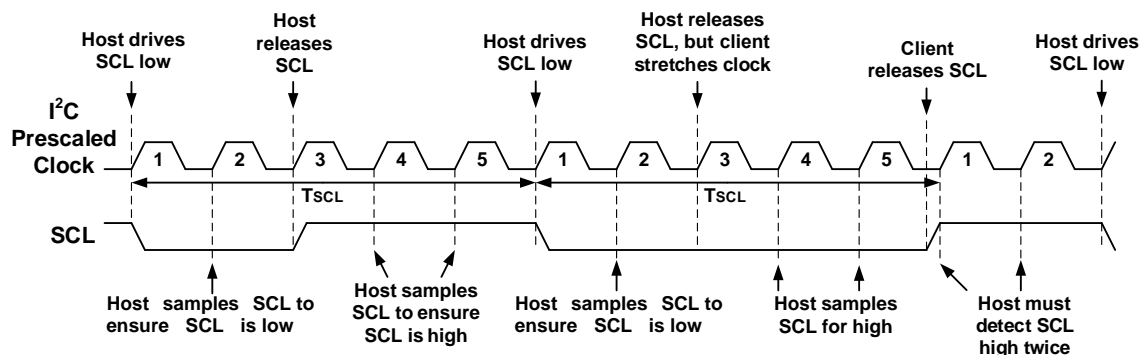 Host drives
SCL low
Host
releases
SCL
Host drives
SCL low
Host releases
SCL, but client
stretches clock
Client
releases SCL
Host drives
SCL low
I²C
Prescaled
Clock
1 2 3 4 5 1 2 3 4 5 1 2
TSCL TSCL
SCL
Host samples SCL to
ensure SCL is low
Host samples
SCL to ensure
SCL is high
Host samples SCL to
ensure SCL is low
Host samples
SCL for high
Host must
detect SCL
high twice